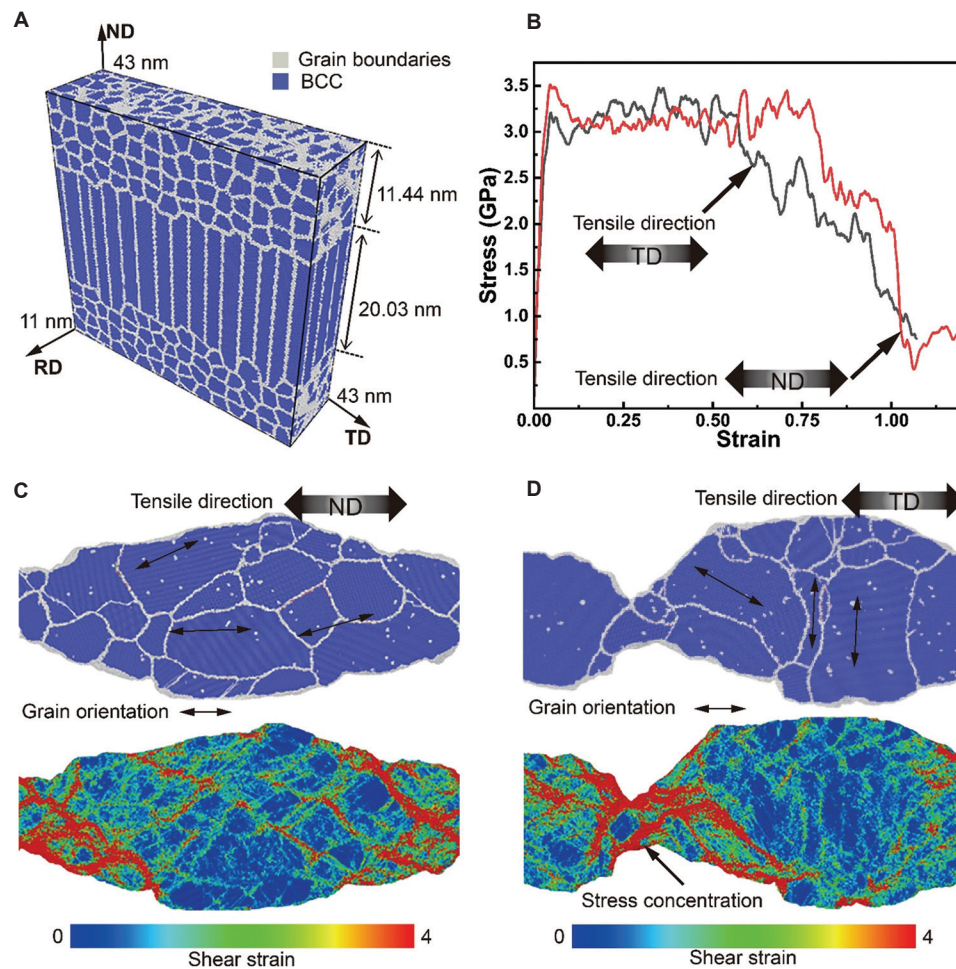 A
ND
43 nm
Grain boundaries
BCC
11.44 nm
20.03 nm
11 nm
RD
43 nm
TD
B
Stress (GPa)
3.5
3.0
2.5
2.0
1.5
1.0
0.5
0.00
0.25
0.50
0.75
1.00
Strain
Tensile direction
TD
Tensile direction
ND
C
Tensile direction
ND
Grain orientation
0
4
Shear strain
D
Tensile direction
TD
Grain orientation
Stress concentration
0
4
Shear strain